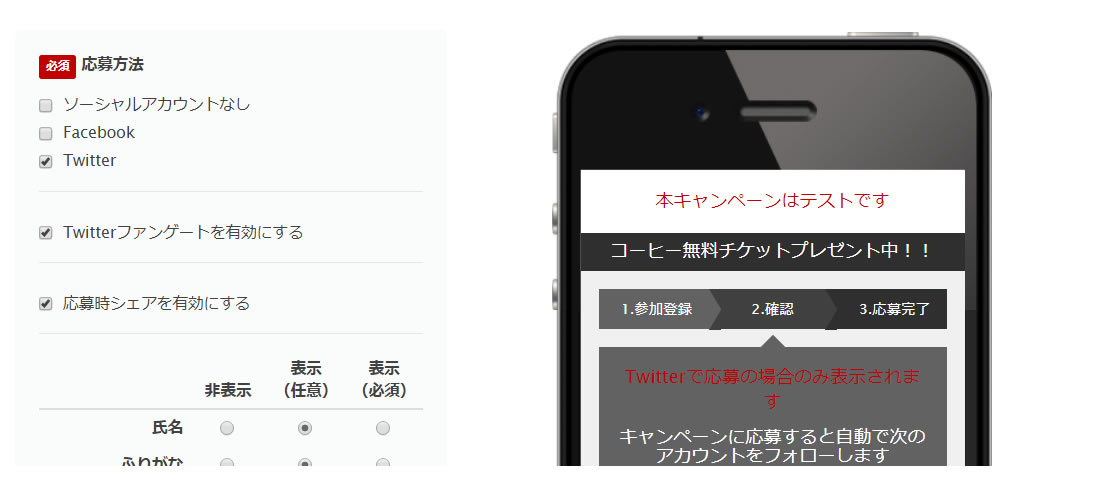 必須 応募方法
ソーシャルアカウントなし
Facebook
Twitter
Twitterファンゲートを有効にする
応募時シェアを有効にする
非表示 表示（任意） 表示（必須）
氏名
ふりがな
本キャンペーンはテストです
コーヒー無料チケットプレゼント中！！
1.参加登録 2.確認 3.応募完了
Twitterで応募の場合のみ表示されま
す
キャンペーンに応募すると自動で次の
アカウントをフォローします